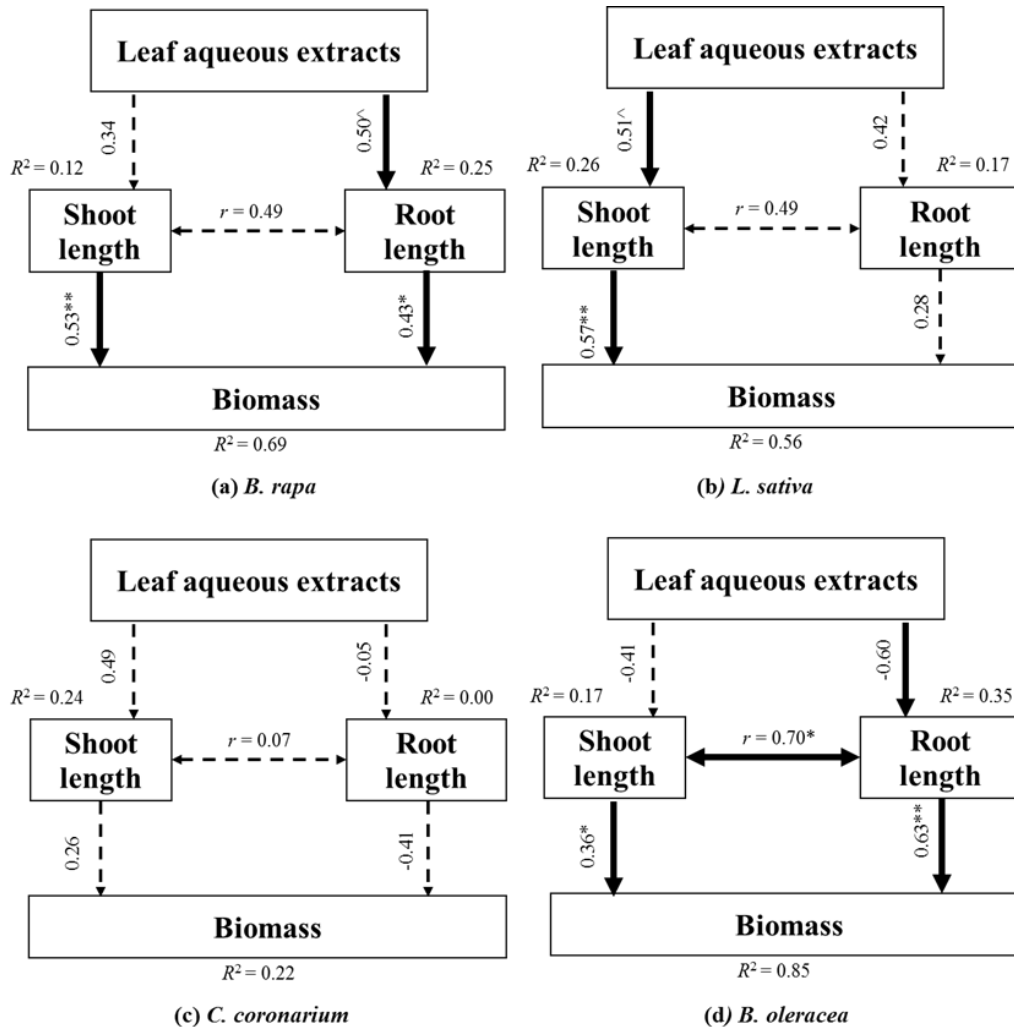 Leaf aqueous extracts
0.34
0.50^
R² = 0.12
R² = 0.25
Shoot
length
r = 0.49
Root
length
0.53**
0.43*
Biomass
R² = 0.69
(a) B. rapa
Leaf aqueous extracts
0.51^
0.42
R² = 0.26
R² = 0.17
Shoot
length
r = 0.49
Root
length
0.57**
0.28
Biomass
R² = 0.56
(b) L. sativa
Leaf aqueous extracts
0.49
-0.05
R² = 0.24
R² = 0.00
Shoot
length
r = 0.07
Root
length
0.26
-0.41
Biomass
R² = 0.22
(c) C. coronarium
Leaf aqueous extracts
-0.41
-0.60
R² = 0.17
R² = 0.35
Shoot
length
r = 0.70*
Root
length
0.36*
0.63**
Biomass
R² = 0.85
(d) B. oleracea